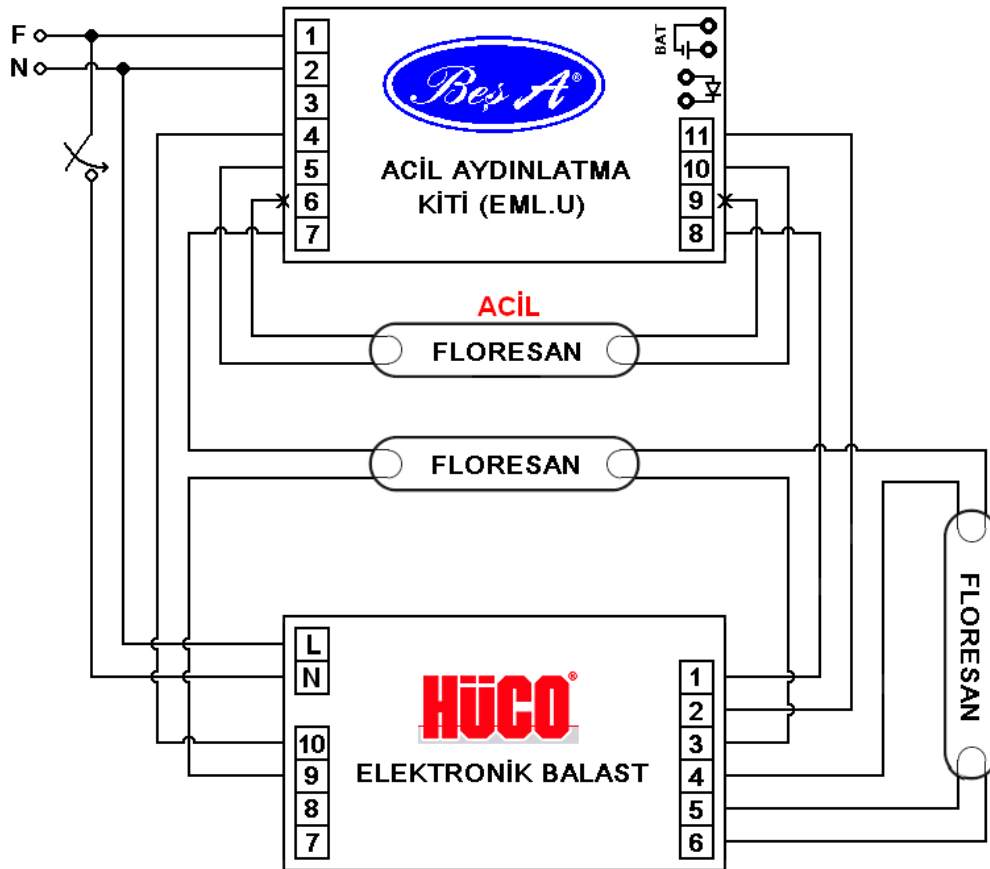 F
N
1
2
3
4
5
6
7
Beş A®
ACİL AYDINLATMA
KİTİ (EML.U)
BAT
11
10
9
8
ACİL
FLORESAN
FLORESAN
FLORESAN
L
N
10
9
8
7
HÜCO®
ELEKTRONİK BALAST
1
2
3
4
5
6